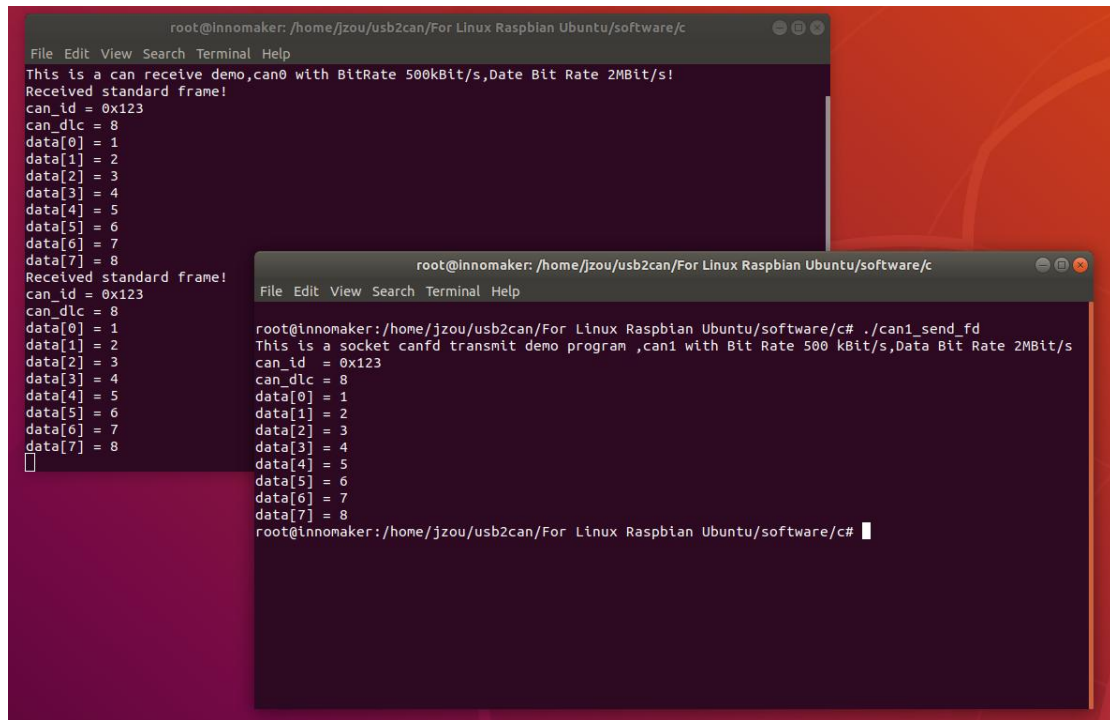 root@innomaker: /home/jzou/usb2can/For Linux Raspbian Ubuntu/software/c
File Edit View Search Terminal Help
This is a can receive demo,can0 with BitRate 500kBit/s,Date Bit Rate 2MBit/s!
Received standard frame!
can_id = 0x123
can_dlc = 8
data[0] = 1
data[1] = 2
data[2] = 3
data[3] = 4
data[4] = 5
data[5] = 6
data[6] = 7
data[7] = 8
Received standard frame!
can_id = 0x123
can_dlc = 8
data[0] = 1
data[1] = 2
data[2] = 3
data[3] = 4
data[4] = 5
data[5] = 6
data[6] = 7
data[7] = 8
root@innomaker: /home/jzou/usb2can/For Linux Raspbian Ubuntu/software/c
File Edit View Search Terminal Help
root@innomaker:/home/jzou/usb2can/For Linux Raspbian Ubuntu/software/c# ./can1_send_fd
This is a socket canfd transmit demo program ,can1 with Bit Rate 500 kBit/s,Data Bit Rate 2MBit/s
can_id  = 0x123
can_dlc = 8
data[0] = 1
data[1] = 2
data[2] = 3
data[3] = 4
data[4] = 5
data[5] = 6
data[6] = 7
data[7] = 8
root@innomaker:/home/jzou/usb2can/For Linux Raspbian Ubuntu/software/c#